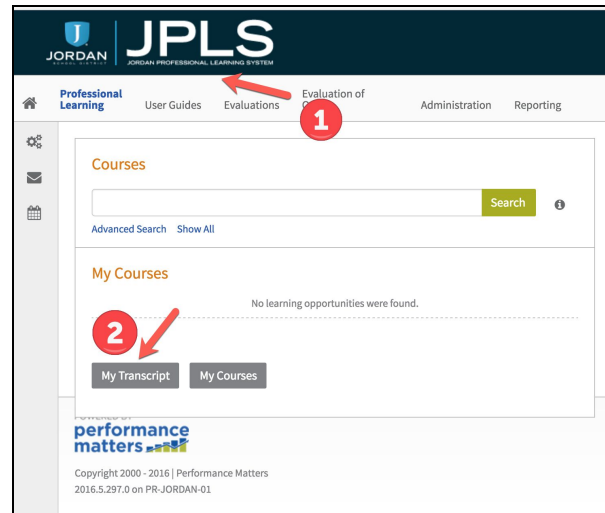 J
JORDAN
SCHOOL DISTRICT
JPLS
JORDAN PROFESSIONAL LEARNING SYSTEM
Professional
Learning
User Guides
Evaluations
Evaluation of
Administration
Reporting
1
Courses
Search
Advanced Search Show All
My Courses
No learning opportunities were found.
2
My Transcript
My Courses
POWERED BY
performance
matters
Copyright 2000 - 2016 | Performance Matters
2016.5.297.0 on PR-JORDAN-01